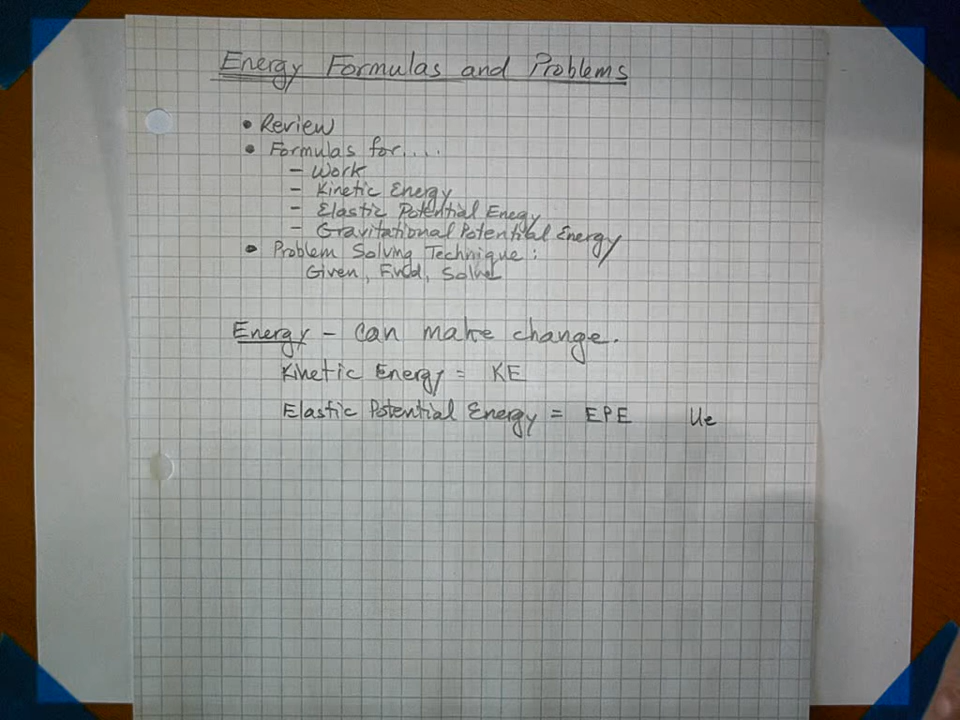 Energy Formulas and Problems
• Review
• Formulas for....
- Work
- Kinetic Energy
- Elastic Potential Enegy
- Gravitational Potential Energy
• Problem Solving Technique:
Given, Find, Solve
Energy - can make change.
Kinetic Energy = KE
Elastic Potential Energy = EPE Ue